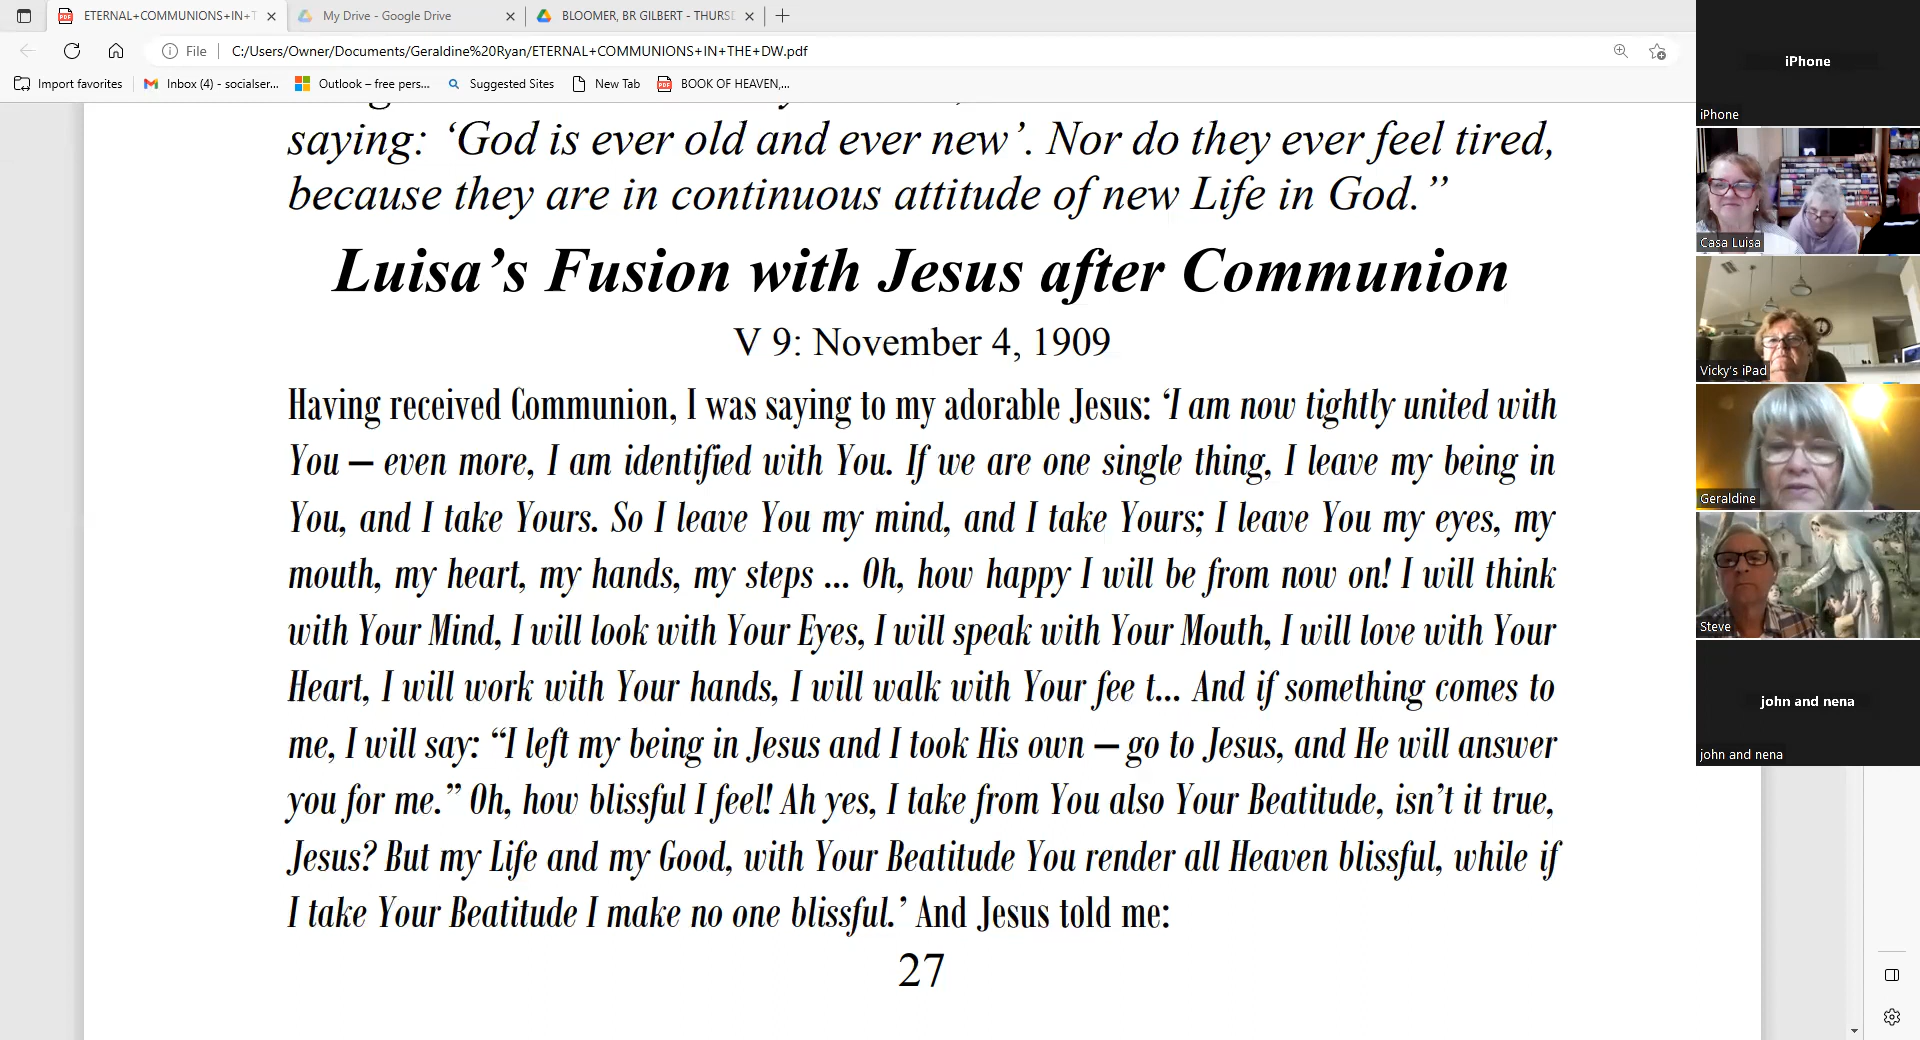 ETERNAL+COMMUNIONS+IN+T
My Drive - Google Drive
BLOOMER, BR GILBERT - THURS
File
C:/Users/Owner/Documents/Geraldine%20Ryan/ETERNAL+COMMUNIONS+IN+THE+DW.pdf
Import favorites
Inbox (4) - socialser...
Outlook – free pers...
Suggested Sites
New Tab
BOOK OF HEAVEN,...
saying: ‘God is ever old and ever new’. Nor do they ever feel tired,
because they are in continuous attitude of new Life in God.”
Luisa’s Fusion with Jesus after Communion
V 9: November 4, 1909
Having received Communion, I was saying to my adorable Jesus: ‘I am now tightly united with
You — even more, I am identified with You. If we are one single thing, I leave my being in
You, and I take Yours. So I leave You my mind, and I take Yours; I leave You my eyes, my
mouth, my heart, my hands, my steps ... Oh, how happy I will be from now on! I will think
with Your Mind, I will look with Your Eyes, I will speak with Your Mouth, I will love with Your
Heart, I will work with Your hands, I will walk with Your fee t... And if something comes to
me, I will say: “I left my being in Jesus and I took His own — go to Jesus, and He will answer
you for me.” Oh, how blissful I feel! Ah yes, I take from You also Your Beatitude, isn’t it true,
Jesus? But my Life and my Good, with Your Beatitude You render all Heaven blissful, while if
I take Your Beatitude I make no one blissful.’ And Jesus told me:
27
iPhone
iPhone
Casa Luisa
Vicky's iPad
Geraldine
Steve
john and nena
john and nena